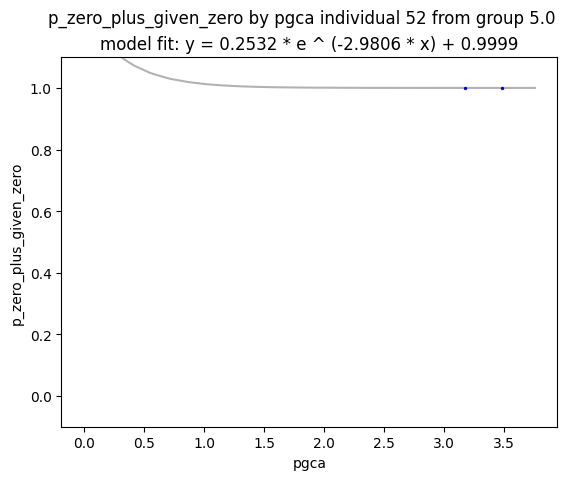 p_zero_plus_given_zero by pgca individual 52 from group 5.0
model fit: y = 0.2532 * e ^ (-2.9806 * x) + 0.9999
p_zero_plus_given_zero
1.0
0.8
0.6
0.4
0.2
0.0
0.0 0.5 1.0 1.5 2.0 2.5 3.0 3.5
pgca